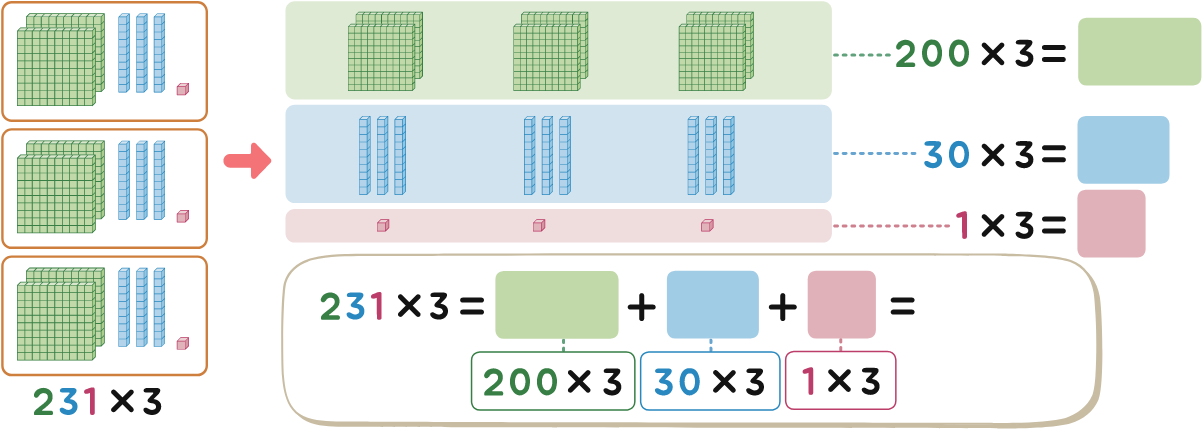 200 × 3 =
30 × 3 =
1 × 3 =
231 × 3 = + + =
200 × 3 30 × 3 1 × 3
231 × 3